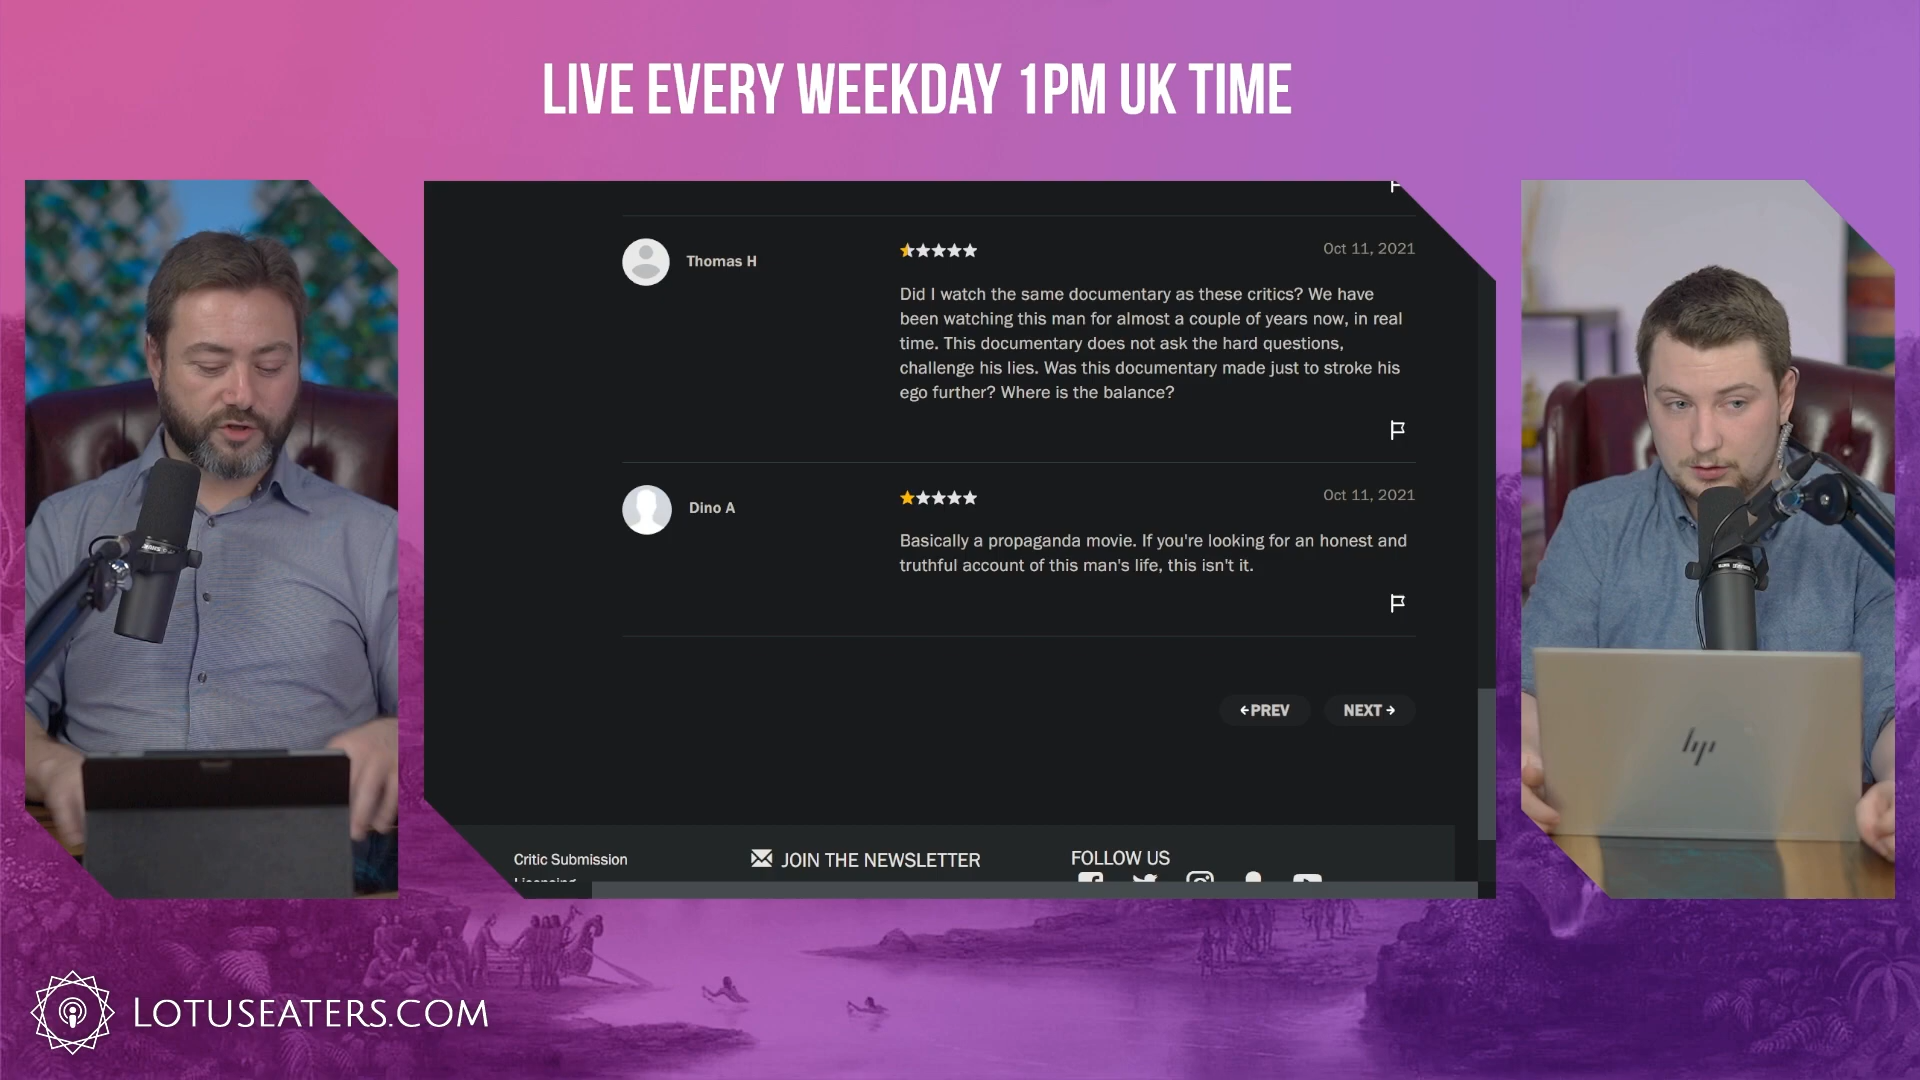 LIVE EVERY WEEKDAY 1PM UK TIME
Thomas H
Oct 11, 2021
Did I watch the same documentary as these critics? We have
been watching this man for almost a couple of years now, in real
time. This documentary does not ask the hard questions,
challenge his lies. Was this documentary made just to stroke his
ego further? Where is the balance?
Dino A
Oct 11, 2021
Basically a propaganda movie. If you're looking for an honest and
truthful account of this man's life, this isn't it.
PREV
NEXT
Critic Submission
Licensing
JOIN THE NEWSLETTER
FOLLOW US
hp
LOTUSEATERS.COM